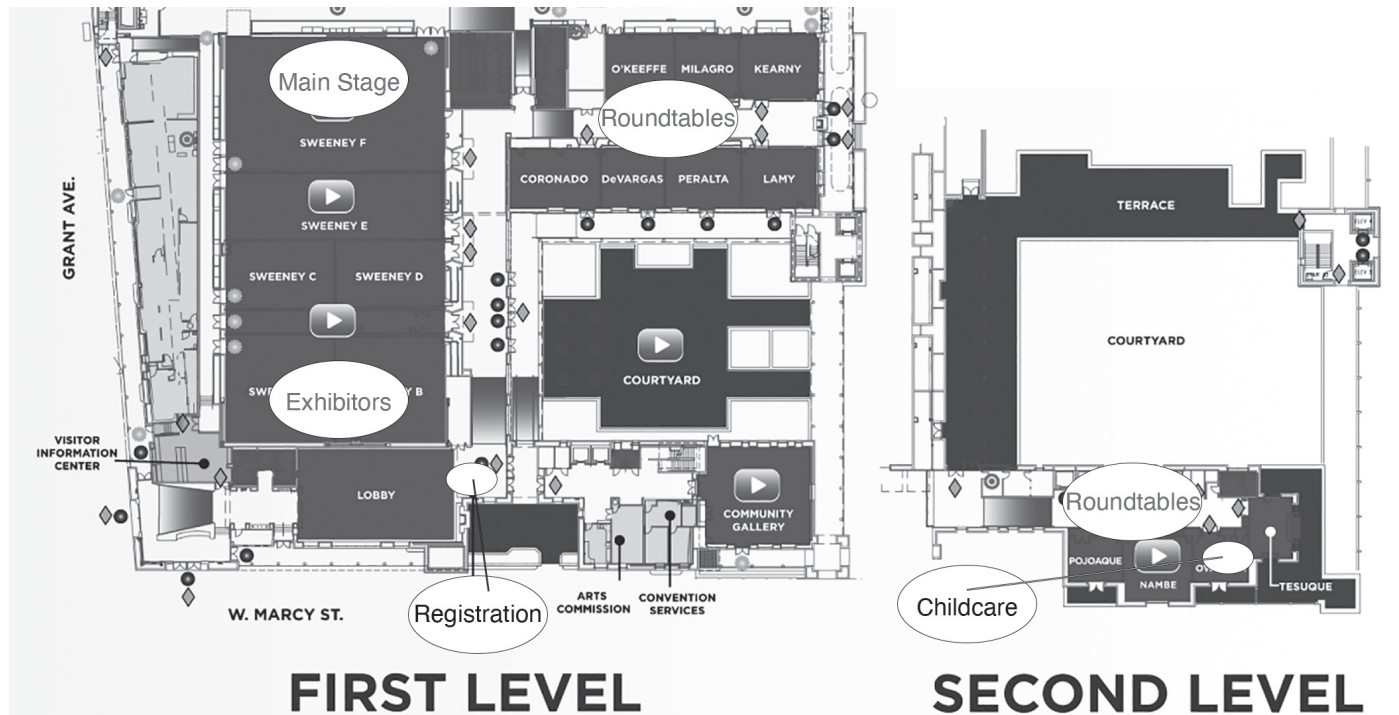 Main Stage
SWEENEY F
SWEENEY E
SWEENEY C
SWEENEY D
Exhibitors
B
O'KEEFFE
MILAGRO
KEARNY
Roundtables
CORONADO
DeVARGAS
PERALTA
LAMY
GRANT AVE.
COURTYARD
VISITOR
INFORMATION
CENTER
LOBBY
COMMUNITY
GALLERY
ARTS
COMMISSION
CONVENTION
SERVICES
Registration
W. MARCY ST.
FIRST LEVEL
TERRACE
COURTYARD
Roundtables
POJOAQUE
NAMBE
TESUQUE
Childcare
SECOND LEVEL